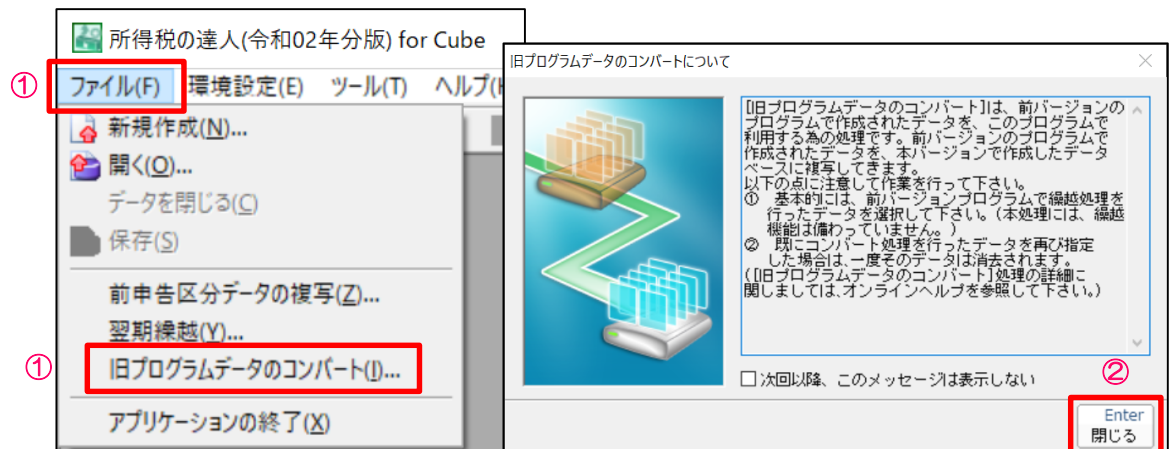 所得税の達人(令和02年分版) for Cube
① ファイル(F) 環境設定(E) ツール(T) ヘルプ(
新規作成(N)...
開く(O)...
データを閉じる(C)
保存(S)
前申告区分データの複写(Z)...
翌期繰越(Y)...
① 旧プログラムデータのコンバート(I)...
アプリケーションの終了(X)
旧プログラムデータのコンバートについて
[旧プログラムデータのコンバート]は、前バージョンの
プログラムで作成されたデータを、このプログラムで
利用する為の処理です。前バージョンのプログラムで
作成されたデータを、本バージョンで作成したデータ
ベースに複写してきます。
以下の点に注意して作業を行って下さい。
① 基本的には、前バージョンプログラムで繰越処理を
行ったデータを選択して下さい。(本処理には、繰越
機能は備わっていません。)
② 既にコンバート処理を行ったデータを再び指定
した場合は、一度そのデータは消去されます。
([旧プログラムデータのコンバート]処理の詳細に
関しましては、オンラインヘルプを参照して下さい。)
次回以降、このメッセージは表示しない
②
Enter
閉じる